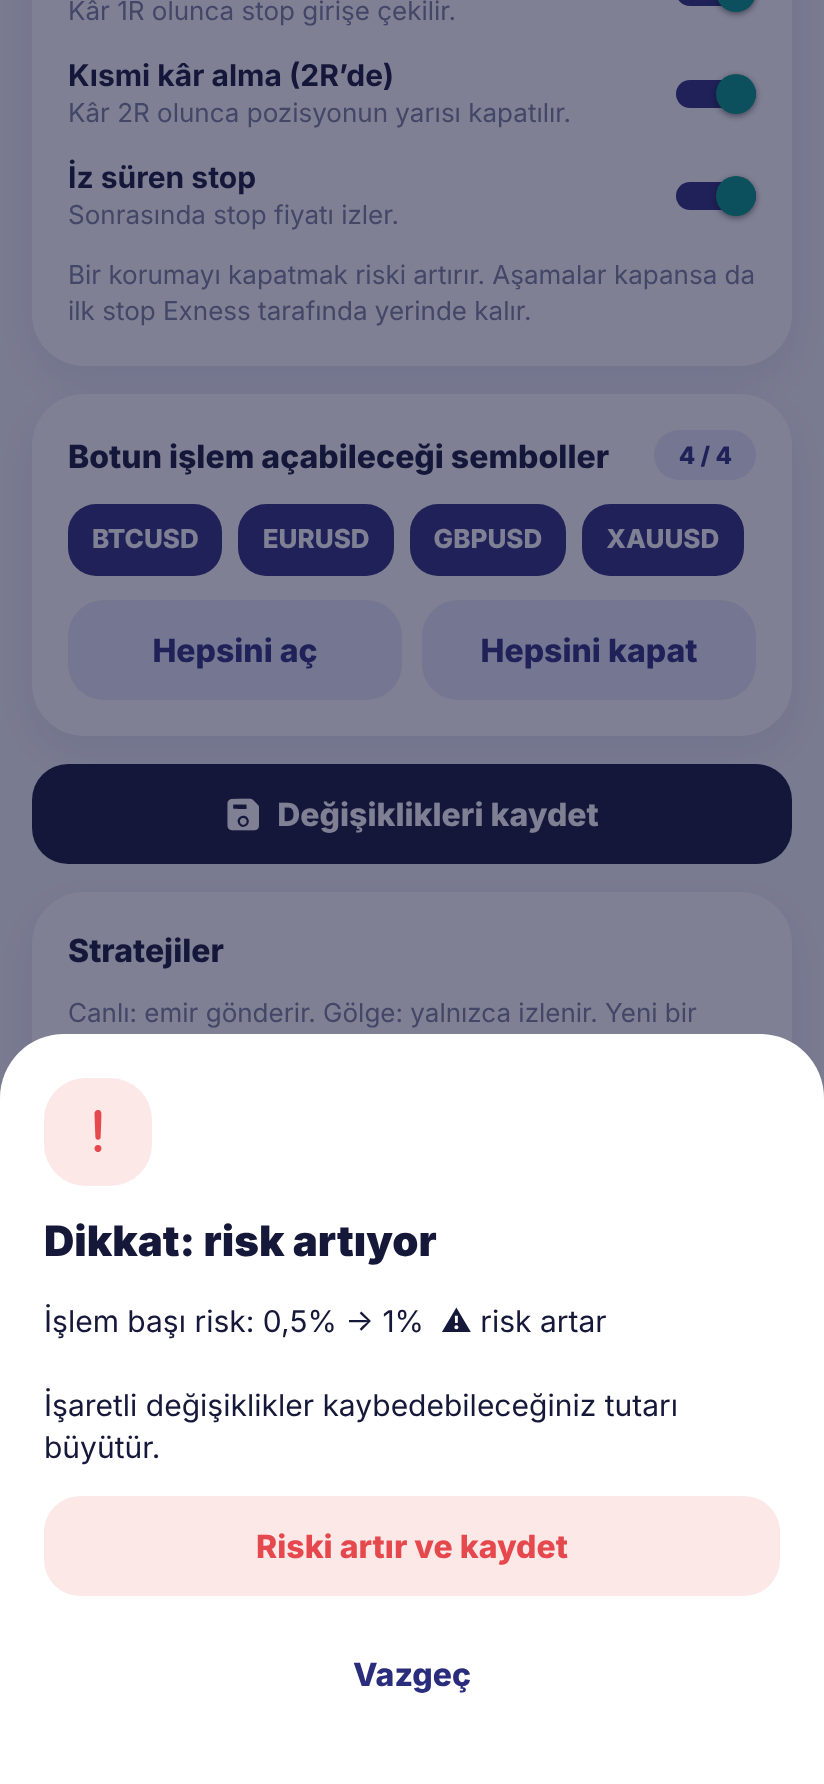 Kâr 1R olunca stop girişe çekilir.
Kısmi kâr alma (2R’de)
Kâr 2R olunca pozisyonun yarısı kapatılır.
İz süren stop
Sonrasında stop fiyatı izler.
Bir korumayı kapatmak riski artırır. Aşamalar kapansa da
ilk stop Exness tarafında yerinde kalır.
Botun işlem açabileceği semboller
4 / 4
BTCUSD EURUSD GBPUSD XAUUSD
Hepsini aç Hepsini kapat
Değişiklikleri kaydet
Stratejiler
Canlı: emir gönderir. Gölge: yalnızca izlenir. Yeni bir
!
Dikkat: risk artıyor
İşlem başı risk: 0,5% → 1% ⚠ risk artar
İşaretli değişiklikler kaybedebileceğiniz tutarı
büyütür.
Riski artır ve kaydet
Vazgeç